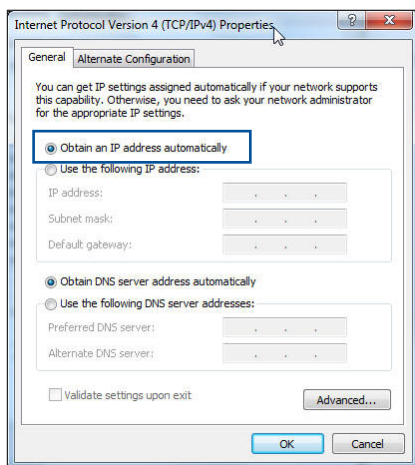 Internet Protocol Version 4 (TCP/IPv4) Properties
General Alternate Configuration
You can get IP settings assigned automatically if your network supports
this capability. Otherwise, you need to ask your network administrator
for the appropriate IP settings.
Obtain an IP address automatically
Use the following IP address:
IP address:
Subnet mask:
Default gateway:
Obtain DNS server address automatically
Use the following DNS server addresses:
Preferred DNS server:
Alternate DNS server:
Validate settings upon exit
Advanced...
OK Cancel